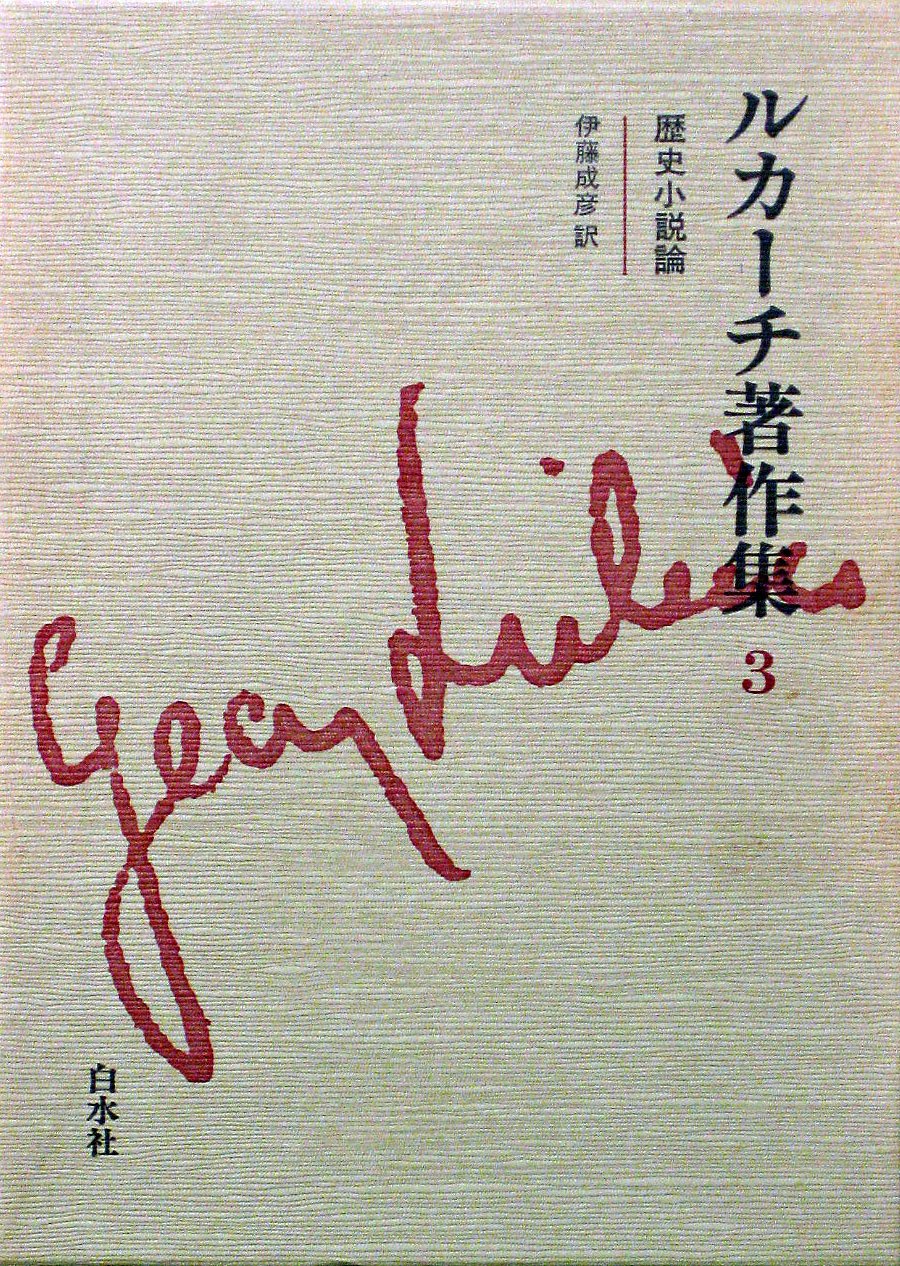 ルカーチ著作集
3
歴史小説論
伊藤成彦訳
白水社